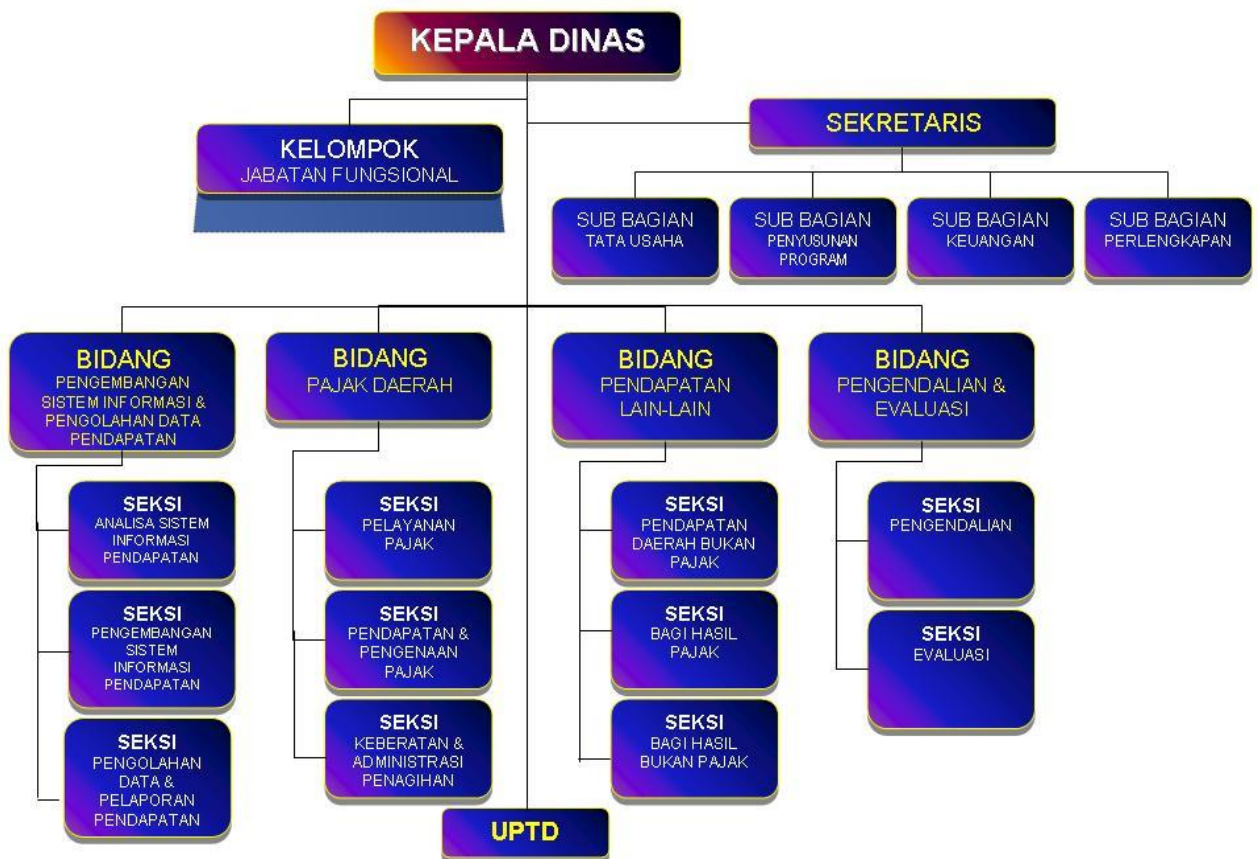 KEPALA DINAS
KELOMPOK
JABATAN FUNGSIONAL
SEKRETARIS
SUB BAGIAN
TATA USAHA
SUB BAGIAN
PENYUSUNAN
PROGRAM
SUB BAGIAN
KEUANGAN
SUB BAGIAN
PERLENGKAPAN
BIDANG
PENGEMBANGAN
SISTEM INFORMASI &
PENGOLAHAN DATA
PENDAPATAN
BIDANG
PAJAK DAERAH
BIDANG
PENDAPATAN
LAIN-LAIN
BIDANG
PENGENDALIAN &
EVALUASI
SEKSI
ANALISA SISTEM
INFORMASI
PENDAPATAN
SEKSI
PENGEMBANGAN
SISTEM
INFORMASI
PENDAPATAN
SEKSI
PENGOLAHAN
DATA &
PELAPORAN
PENDAPATAN
SEKSI
PELAYANAN
PAJAK
SEKSI
PENDAPATAN &
PENGENAAN
PAJAK
SEKSI
KEBERATAN &
ADMINISTRASI
PENAGIHAN
SEKSI
PENDAPATAN
DAERAH BUKAN
PAJAK
SEKSI
BAGI HASIL
PAJAK
SEKSI
BAGI HASIL
BUKAN PAJAK
SEKSI
PENGENDALIAN
SEKSI
EVALUASI
UPTD